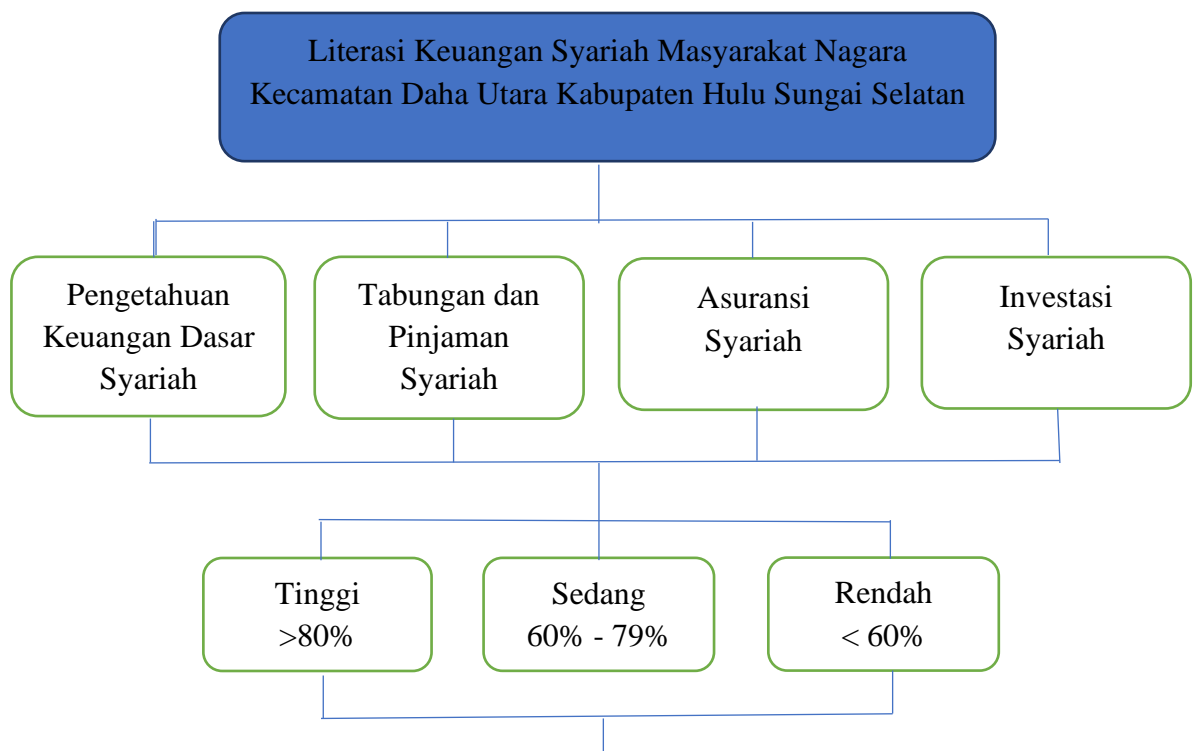 Literasi Keuangan Syariah Masyarakat Nagara
Kecamatan Daha Utara Kabupaten Hulu Sungai Selatan
Pengetahuan
Keuangan Dasar
Syariah
Tabungan dan
Pinjaman
Syariah
Asuransi
Syariah
Investasi
Syariah
Tinggi
>80%
Sedang
60% - 79%
Rendah
< 60%